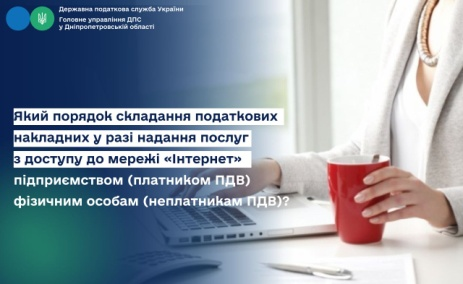 Державна податкова служба України
Головне управління ДПС
у Дніпропетровській області
Який порядок складання податкових
накладних у разі надання послуг
з доступу до мережі «Інтернет»
підприємством (платником ПДВ)
фізичним особам (неплатникам ПДВ)?